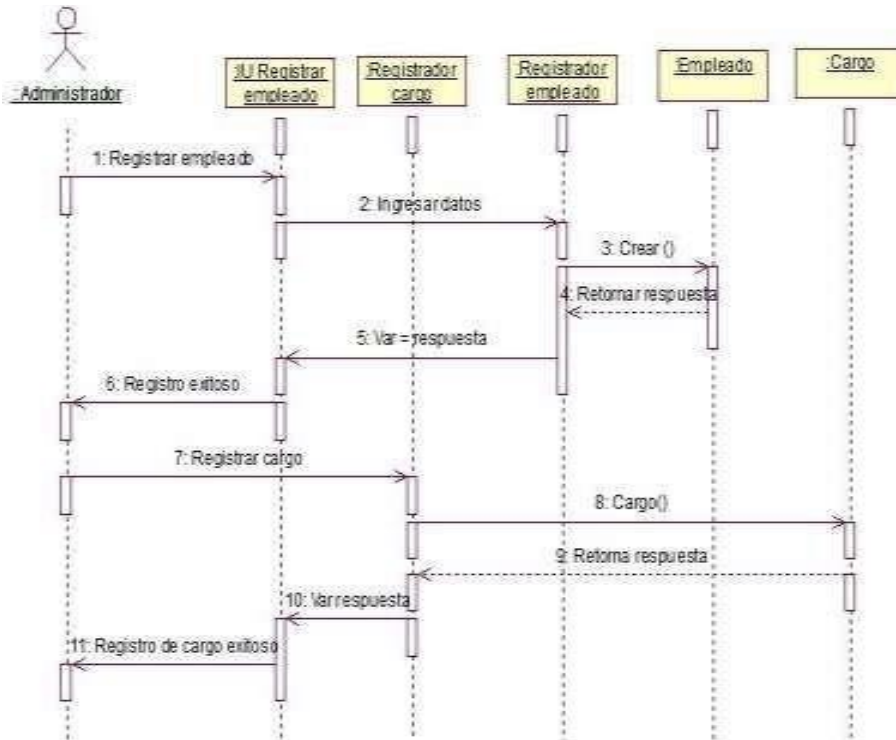 :Administrador
:IU Registrar
empleado
:Registrador
cargo
:Registrador
empleado
:Empleado
:Cargo
1: Registrar empleado
2: Ingresar datos
3: Crear ()
4: Retornar respuesta
5: Var = respuesta
6: Registro exitoso
7: Registrar cargo
8: Cargo()
9: Retorna respuesta
10: Var respuesta
11: Registro de cargo exitoso